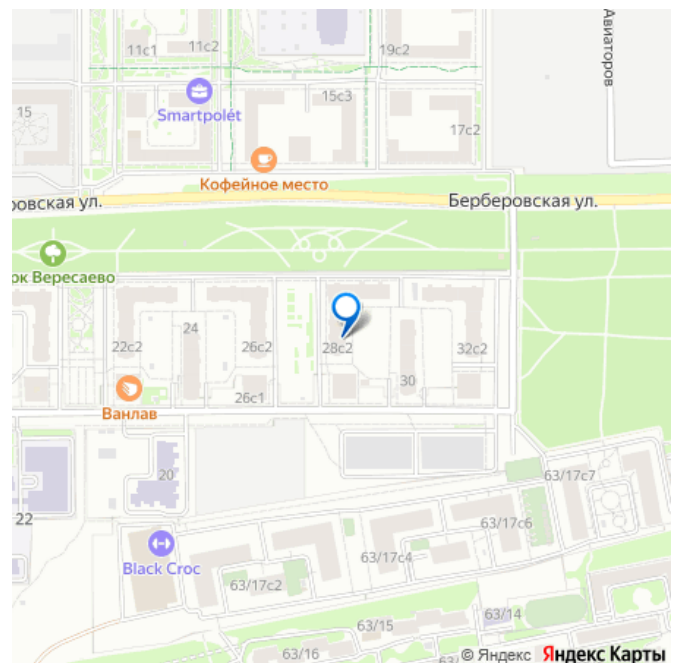 11с1
11с2
19с2
Авиаторов
15
Smartpolét
15с3
17с2
Кофейное место
ровская ул.
Берберовская ул.
рк Вересаево
22с2
24
26с2
28с2
30
32с2
26с1
Ванлав
20
22
63/17с7
63/17с6
Black Croc
63/17с4
63/17с2
63/14
63/15
63/16
© Яндекс Яндекс Карты